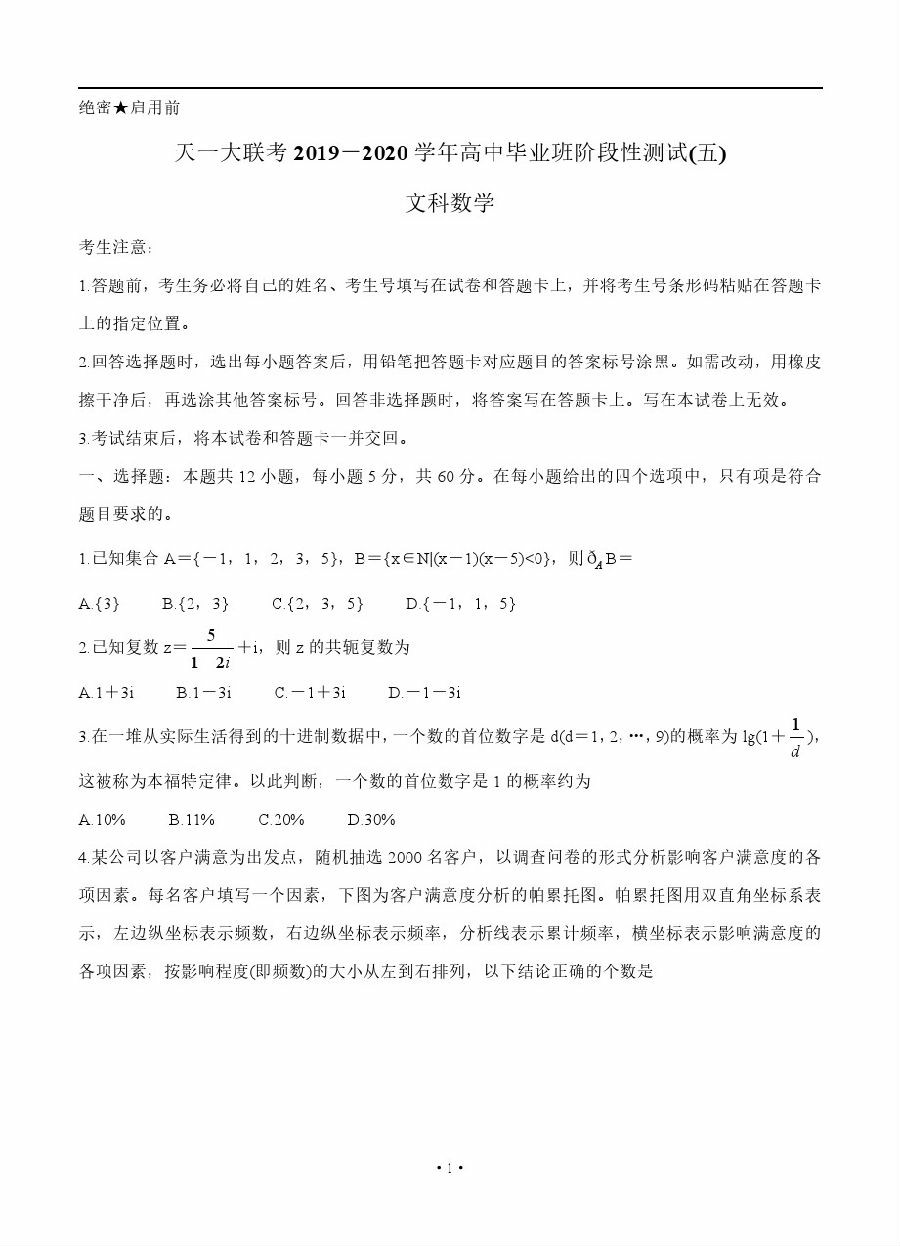 绝密★启用前
天一大联考 2019－2020 学年高中毕业班阶段性测试(五)
文科数学
考生注意：
1.答题前，考生务必将自己的姓名、考生号填写在试卷和答题卡上，并将考生号条形码粘贴在答题卡
上的指定位置。
2.回答选择题时，选出每小题答案后，用铅笔把答题卡对应题目的答案标号涂黑。如需改动，用橡皮
擦干净后，再选涂其他答案标号。回答非选择题时，将答案写在答题卡上。写在本试卷上无效。
3.考试结束后，将本试卷和答题卡一并交回。
一、选择题：本题共 12 小题，每小题 5 分，共 60 分。在每小题给出的四个选项中，只有项是符合
题目要求的。
1.已知集合 A＝{－1，1，2，3，5}，B＝{x∈N|(x－1)(x－5)<0}，则 ð_A B＝
A.{3} B.{2，3} C.{2，3，5} D.{－1，1，5}
2.已知复数 z＝5/(1 2i)＋i，则 z 的共轭复数为
A.1＋3i B.1－3i C.－1＋3i D.－1－3i
3.在一堆从实际生活得到的十进制数据中，一个数的首位数字是 d(d＝1，2，…，9)的概率为 lg(1＋1/d)，
这被称为本福特定律。以此判断，一个数的首位数字是 1 的概率约为
A.10% B.11% C.20% D.30%
4.某公司以客户满意为出发点，随机抽选 2000 名客户，以调查问卷的形式分析影响客户满意度的各
项因素。每名客户填写一个因素，下图为客户满意度分析的帕累托图。帕累托图用双直角坐标系表
示，左边纵坐标表示频数，右边纵坐标表示频率，分析线表示累计频率，横坐标表示影响满意度的
各项因素，按影响程度(即频数)的大小从左到右排列，以下结论正确的个数是
·1·